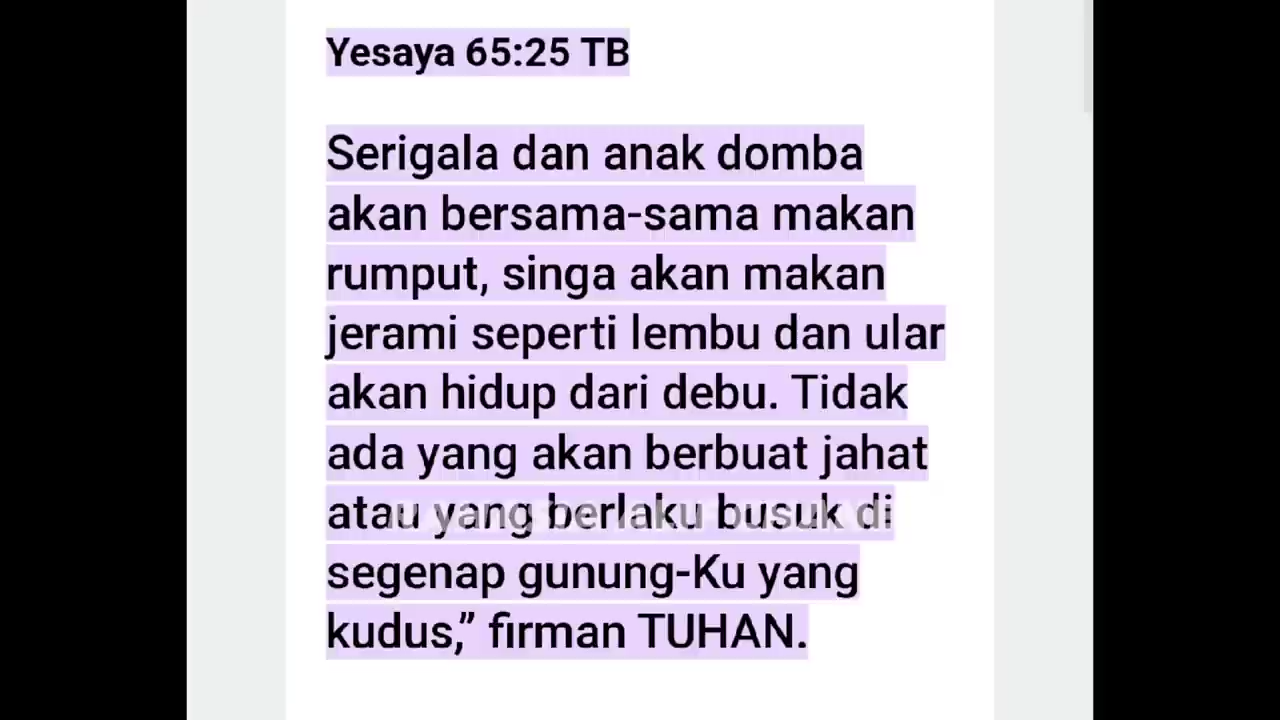 Yesaya 65:25 TB
Serigala dan anak domba
akan bersama-sama makan
rumput, singa akan makan
jerami seperti lembu dan ular
akan hidup dari debu. Tidak
ada yang akan berbuat jahat
atau yang berlaku busuk di
segenap gunung-Ku yang
kudus,” firman TUHAN.